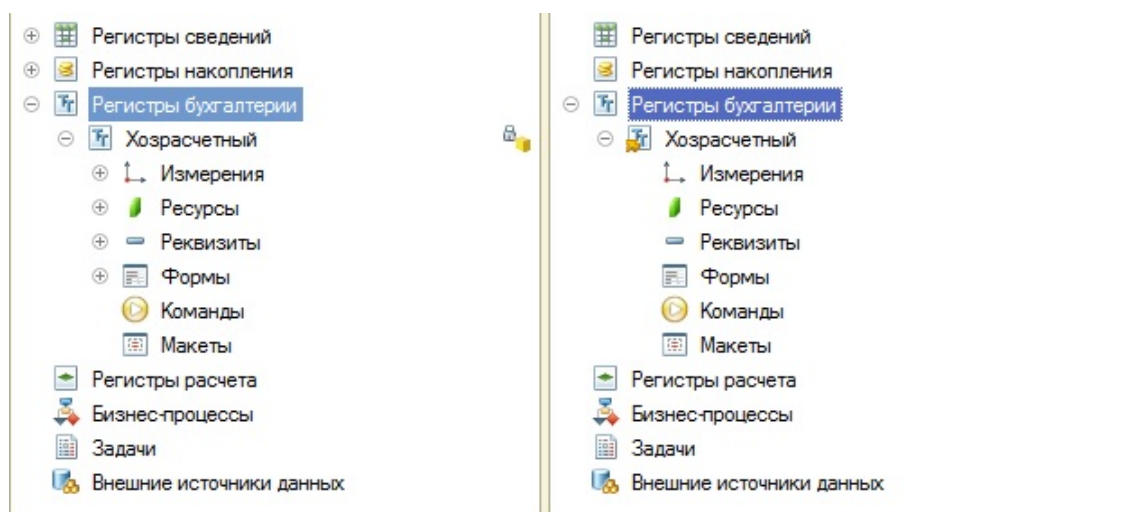 Регистры сведений
Регистры накопления
Регистры бухгалтерии
Хозрасчетный
Измерения
Ресурсы
Реквизиты
Формы
Команды
Макеты
Регистры расчета
Бизнес-процессы
Задачи
Внешние источники данных
Регистры сведений
Регистры накопления
Регистры бухгалтерии
Хозрасчетный
Измерения
Ресурсы
Реквизиты
Формы
Команды
Макеты
Регистры расчета
Бизнес-процессы
Задачи
Внешние источники данных